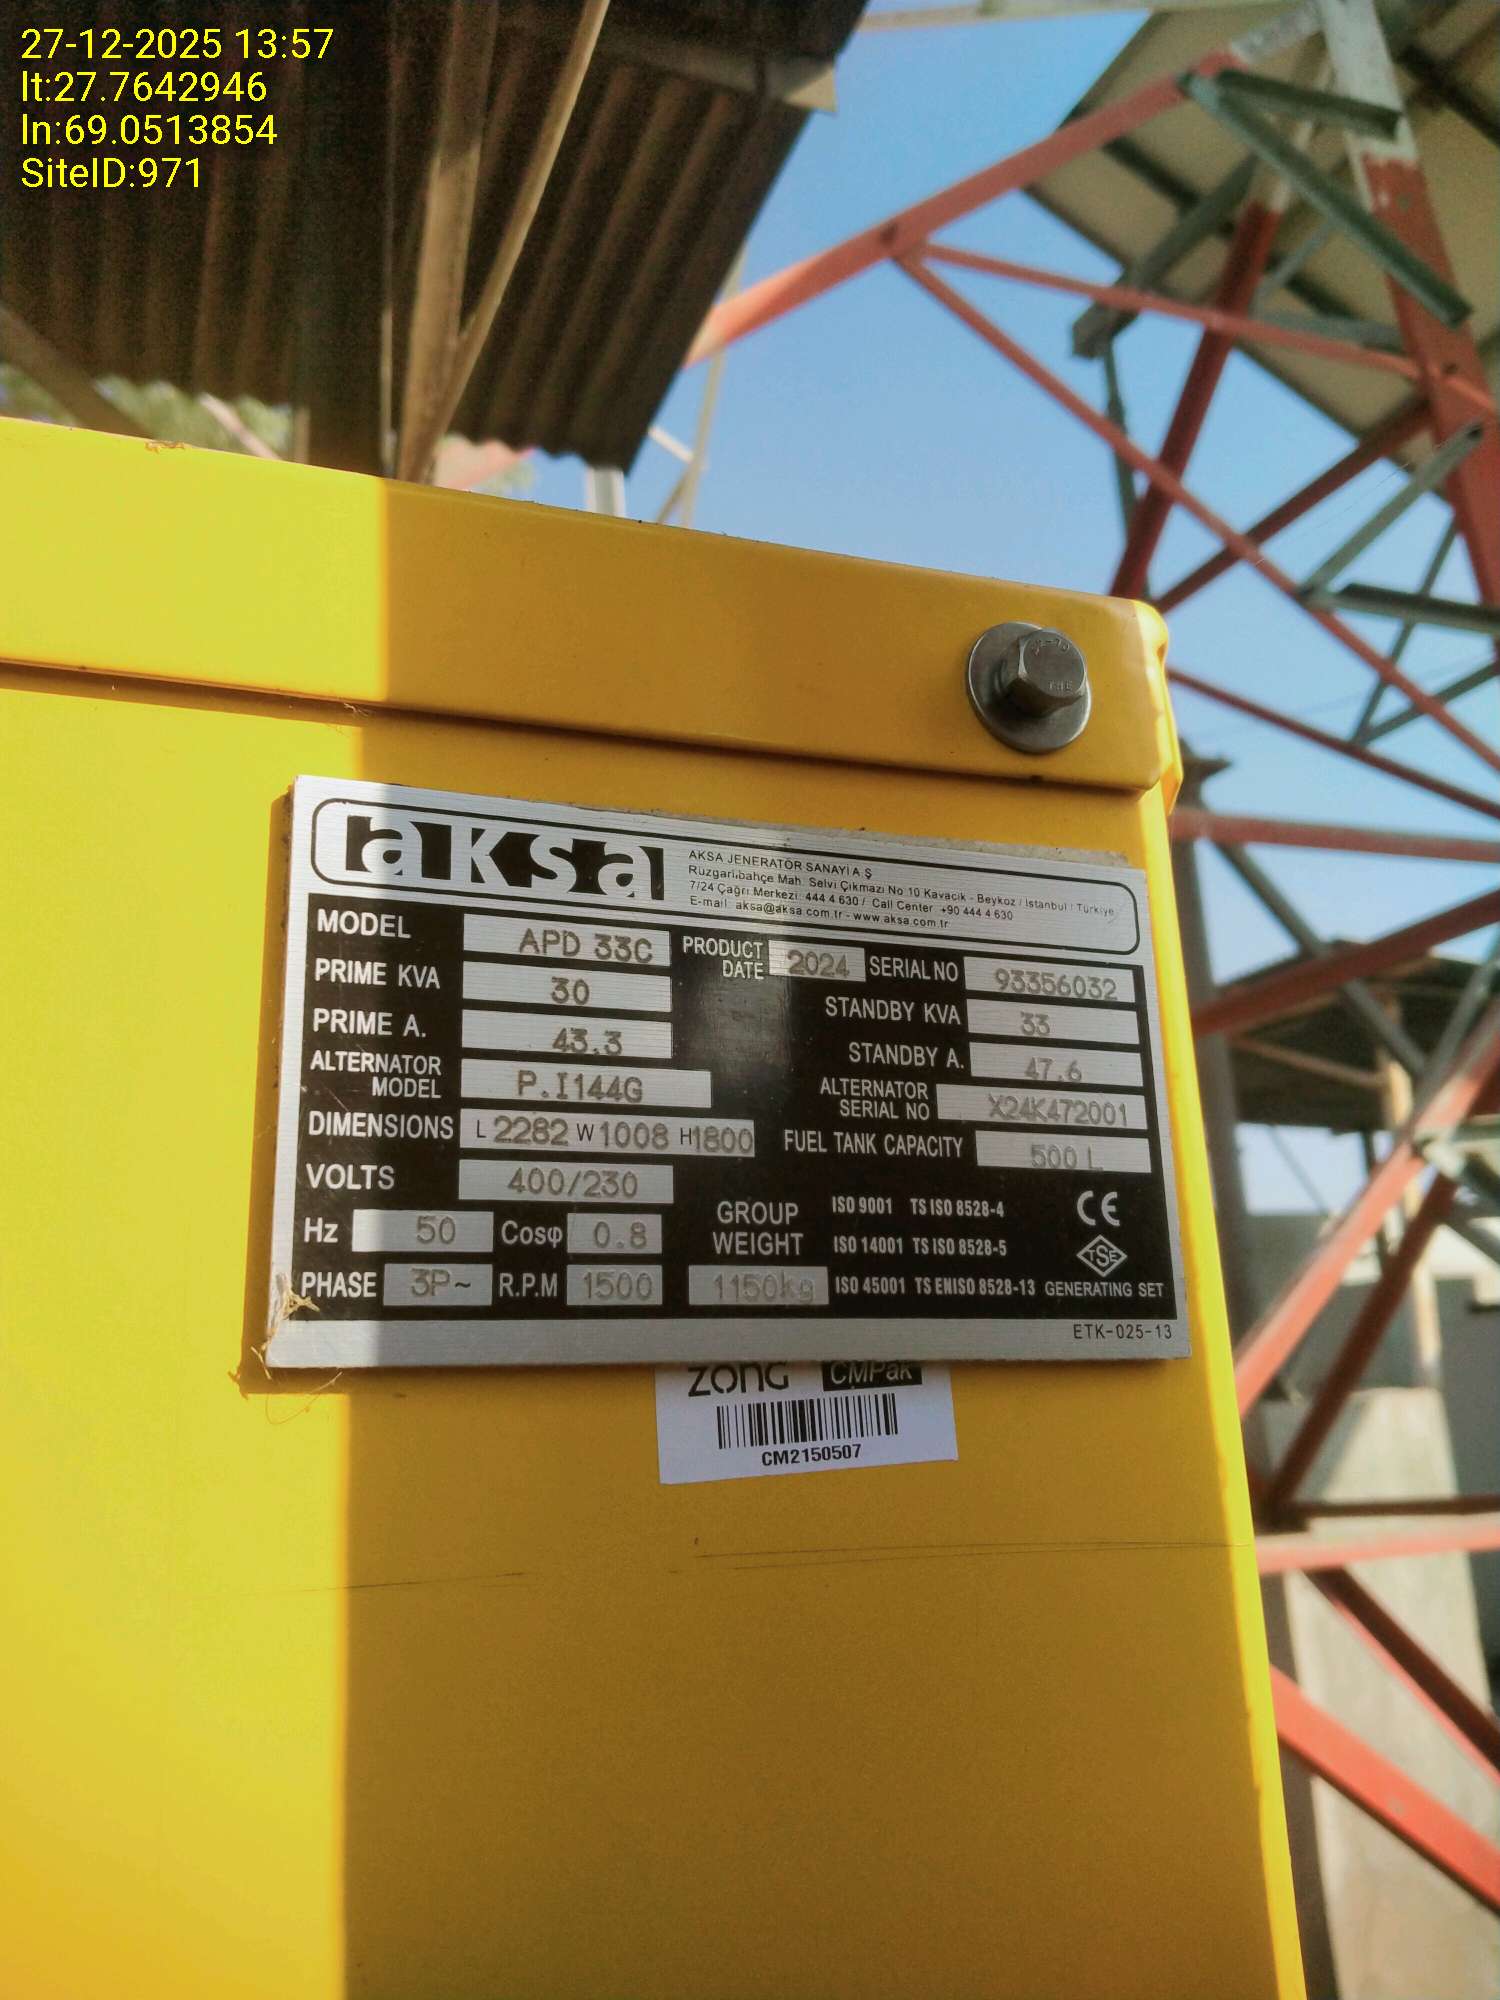 27-12-2025 13:57
lt:27.7642946
ln:69.0513854
SiteID:971
aksa
AKSA JENERATÖR SANAYİ A Ş
Rüzgarlıbahçe Mah. Selvi Çıkmazı No 10 Kavacık - Beykoz / İstanbul / Türkiye
7/24 Çağrı Merkezi: 444 4 630 / Call Center +90 444 4 630
E-mail: aksa@aksa.com.tr - www.aksa.com.tr
MODEL APD 33C PRODUCT DATE 2024 SERIAL NO 93356032
PRIME KVA 30 STANDBY KVA 33
PRIME A. 43.3 STANDBY A. 47.6
ALTERNATOR MODEL P.I144G ALTERNATOR SERIAL NO X24K472001
DIMENSIONS L 2282 W 1008 H 1800 FUEL TANK CAPACITY 500 L
VOLTS 400/230
Hz 50 Cosφ 0.8
PHASE 3P~ R.P.M 1500
GROUP WEIGHT 1150kg
ISO 9001 TS ISO 8528-4
ISO 14001 TS ISO 8528-5
ISO 45001 TS EN ISO 8528-13
CE
TSE
GENERATING SET
ETK-025-13
ZONG CMPak
CM2150507